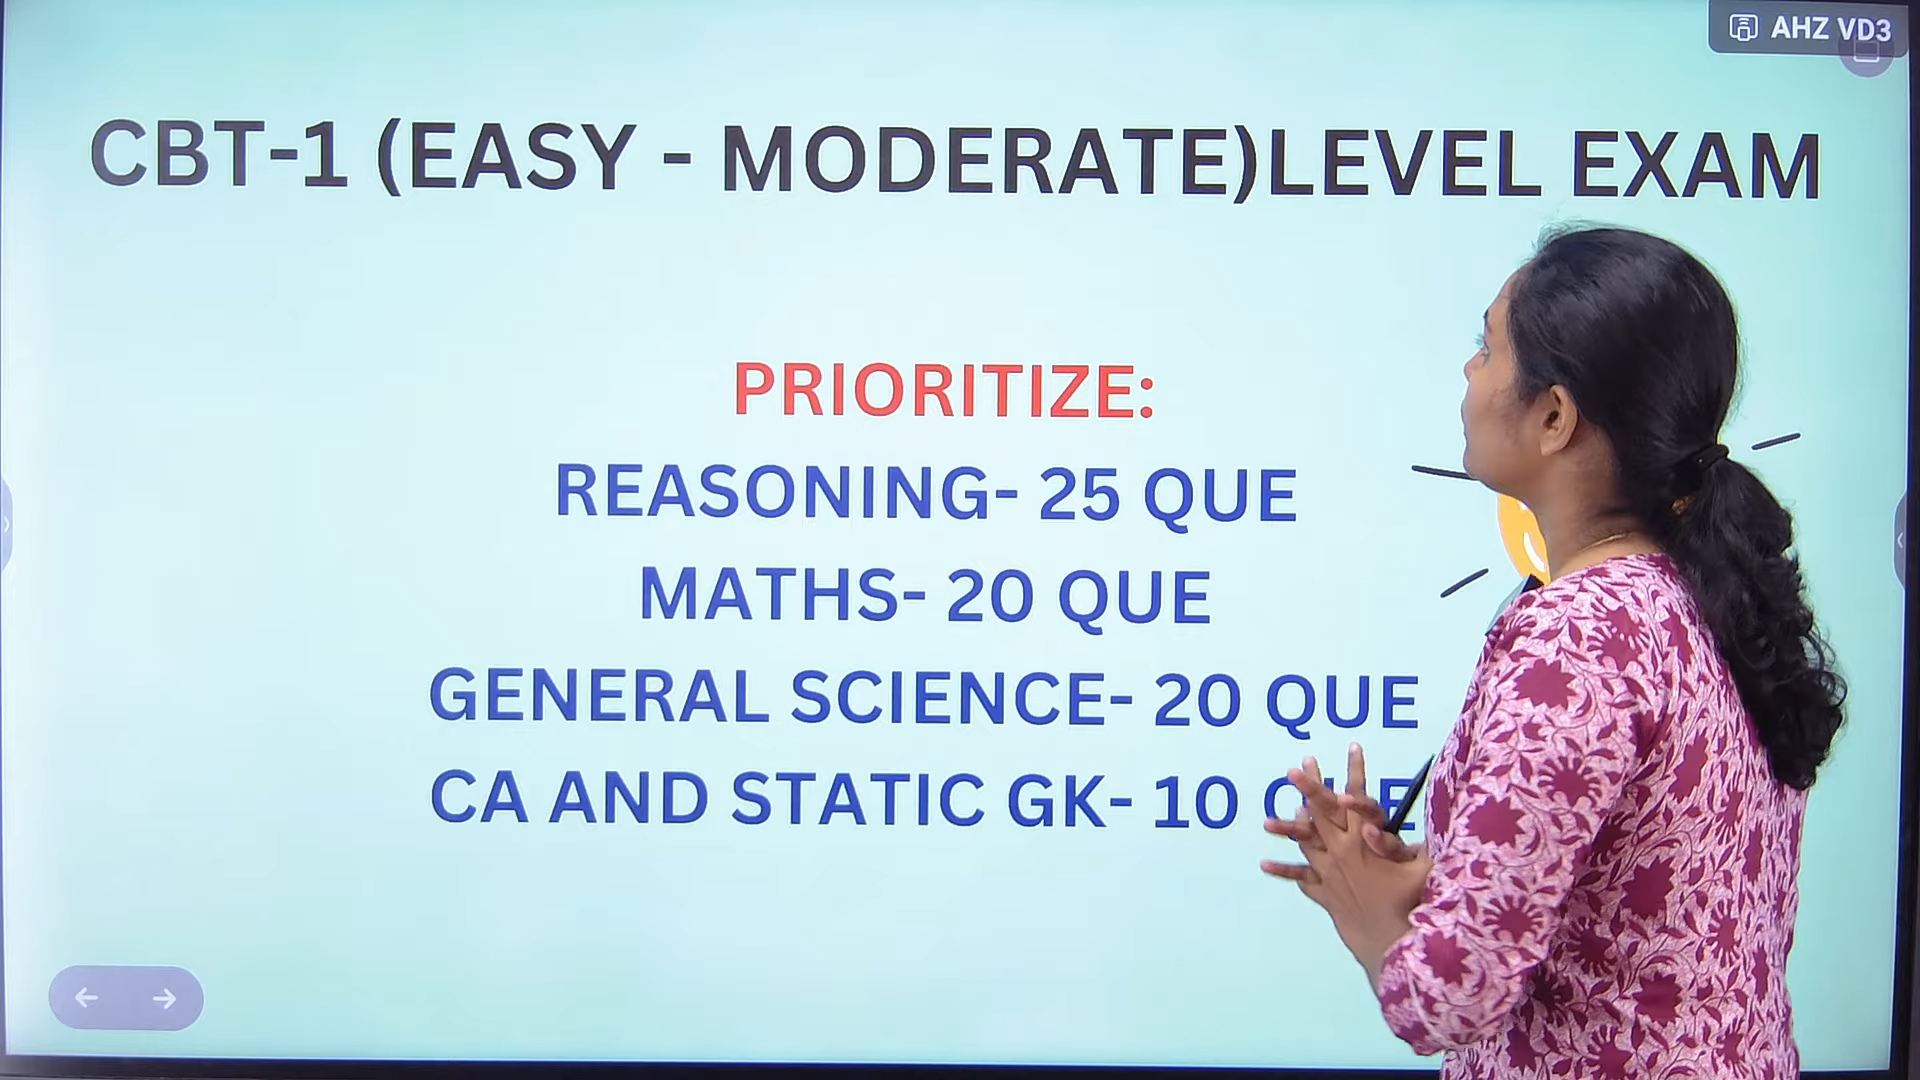 AHZ VD3
CBT-1 (EASY - MODERATE)LEVEL EXAM
PRIORITIZE:
REASONING- 25 QUE
MATHS- 20 QUE
GENERAL SCIENCE- 20 QUE
CA AND STATIC GK- 10 QUE